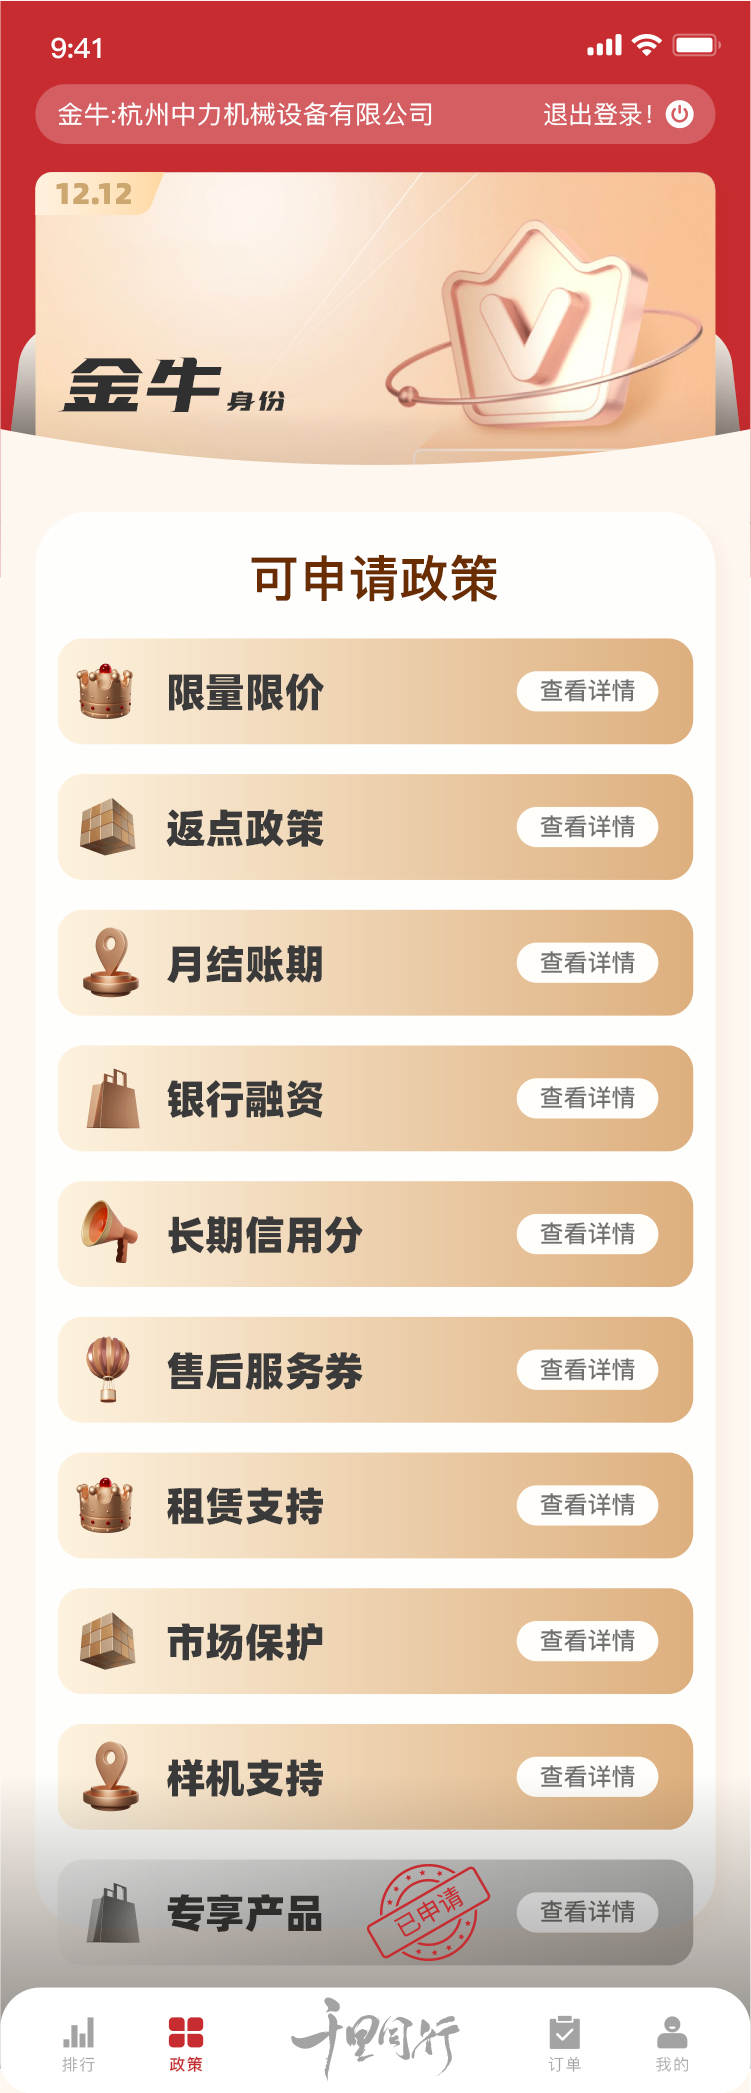 9:41
金牛:杭州中力机械设备有限公司 退出登录!
12.12
金牛身份
可申请政策
限量限价 查看详情
返点政策 查看详情
月结账期 查看详情
银行融资 查看详情
长期信用分 查看详情
售后服务券 查看详情
租赁支持 查看详情
市场保护 查看详情
样机支持 查看详情
专享产品 已申请 查看详情
排行 政策 千里同行 订单 我的